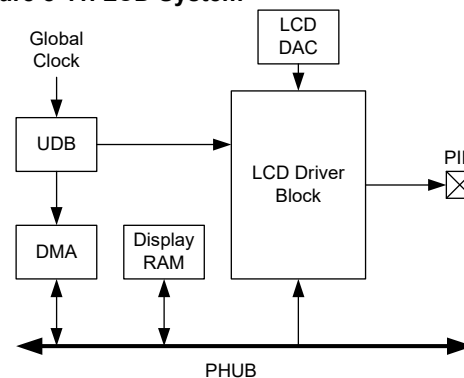 LCD
DAC
Global
Clock
UDB
LCD Driver
Block
DMA
Display
RAM
PHUB